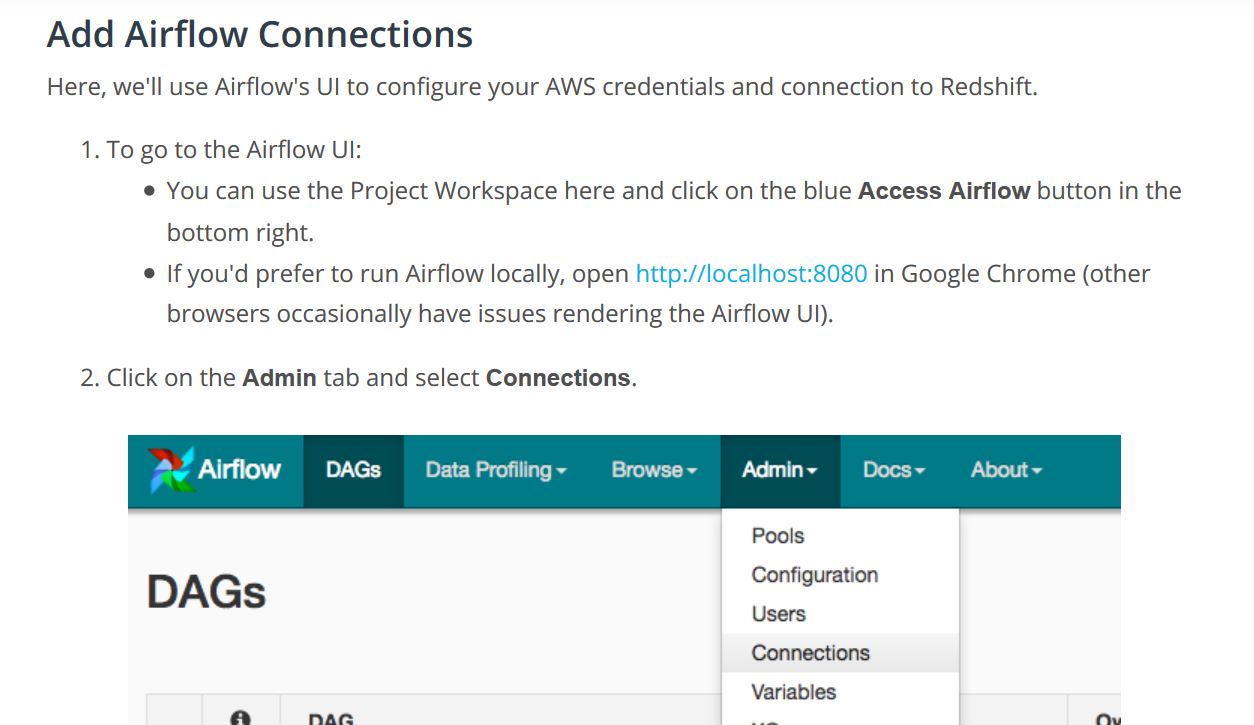 Add Airflow Connections
Here, we'll use Airflow's UI to configure your AWS credentials and connection to Redshift.
1. To go to the Airflow UI:
• You can use the Project Workspace here and click on the blue Access Airflow button in the
bottom right.
• If you'd prefer to run Airflow locally, open http://localhost:8080 in Google Chrome (other
browsers occasionally have issues rendering the Airflow UI).
2. Click on the Admin tab and select Connections.
Airflow DAGs Data Profiling Browse Admin Docs About
Pools
DAGs
Configuration
Users
Connections
Variables
DAG